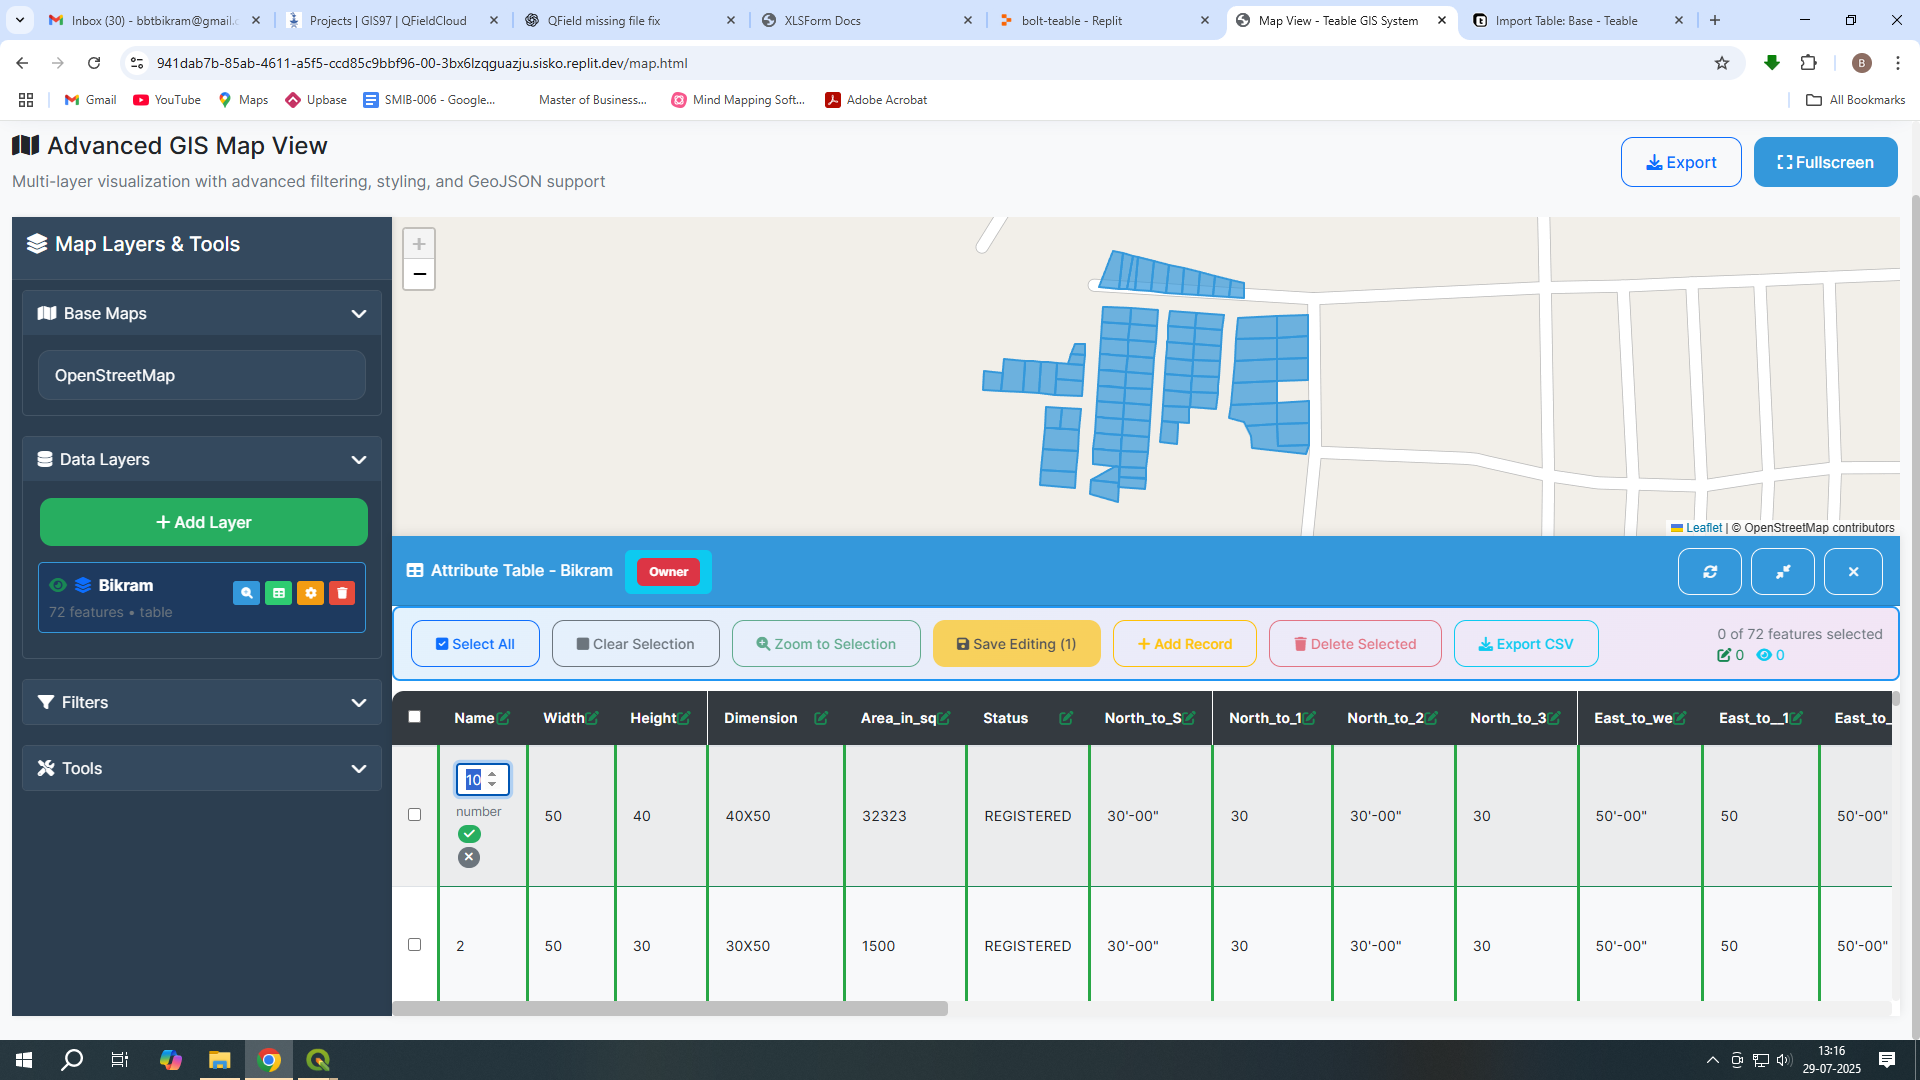 Inbox (30) - bbtbikram@gmail.c
Projects | GIS97 | QFieldCloud
QField missing file fix
XLSForm Docs
bolt-teable - Replit
Map View - Teable GIS System
Import Table: Base - Teable
941dab7b-85ab-4611-a5f5-ccd85c9bbf96-00-3bx6lzqguazju.sisko.replit.dev/map.html
B
Gmail
YouTube
Maps
Upbase
SMIB-006 - Google...
Master of Business...
Mind Mapping Soft...
Adobe Acrobat
All Bookmarks
Advanced GIS Map View
Multi-layer visualization with advanced filtering, styling, and GeoJSON support
Export
Fullscreen
Map Layers & Tools
Base Maps
OpenStreetMap
Data Layers
+ Add Layer
Bikram
72 features • table
Filters
Tools
+
−
Leaflet | © OpenStreetMap contributors
Attribute Table - Bikram
Owner
Select All
Clear Selection
Zoom to Selection
Save Editing (1)
+ Add Record
Delete Selected
Export CSV
0 of 72 features selected
0 0
Name Width Height Dimension Area_in_sq Status North_to_S North_to_1 North_to_2 North_to_3 East_to_we East_to__1 East_to_
10 50 40 40X50 32323 REGISTERED 30'-00" 30 30'-00" 30 50'-00" 50 50'-00"
number
2 50 30 30X50 1500 REGISTERED 30'-00" 30 30'-00" 30 50'-00" 50 50'-00"
13:16
29-07-2025